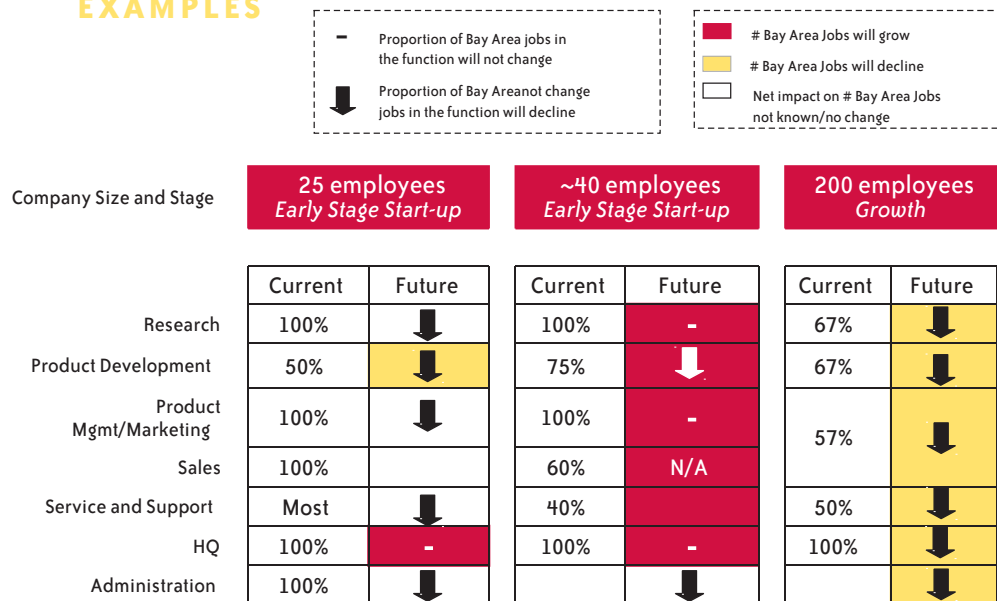 EXAMPLES
- Proportion of Bay Area jobs in
the function will not change
Proportion of Bay Areanot change
jobs in the function will decline
# Bay Area Jobs will grow
# Bay Area Jobs will decline
Net impact on # Bay Area Jobs
not known/no change
Company Size and Stage
25 employees
Early Stage Start-up
~40 employees
Early Stage Start-up
200 employees
Growth
Current Future Current Future Current Future
Research 100% 100% - 67%
Product Development 50% 75% 67%
Product
Mgmt/Marketing 100% 100% - 57%
Sales 100% 60% N/A
Service and Support Most 40% 50%
HQ 100% - 100% - 100%
Administration 100%